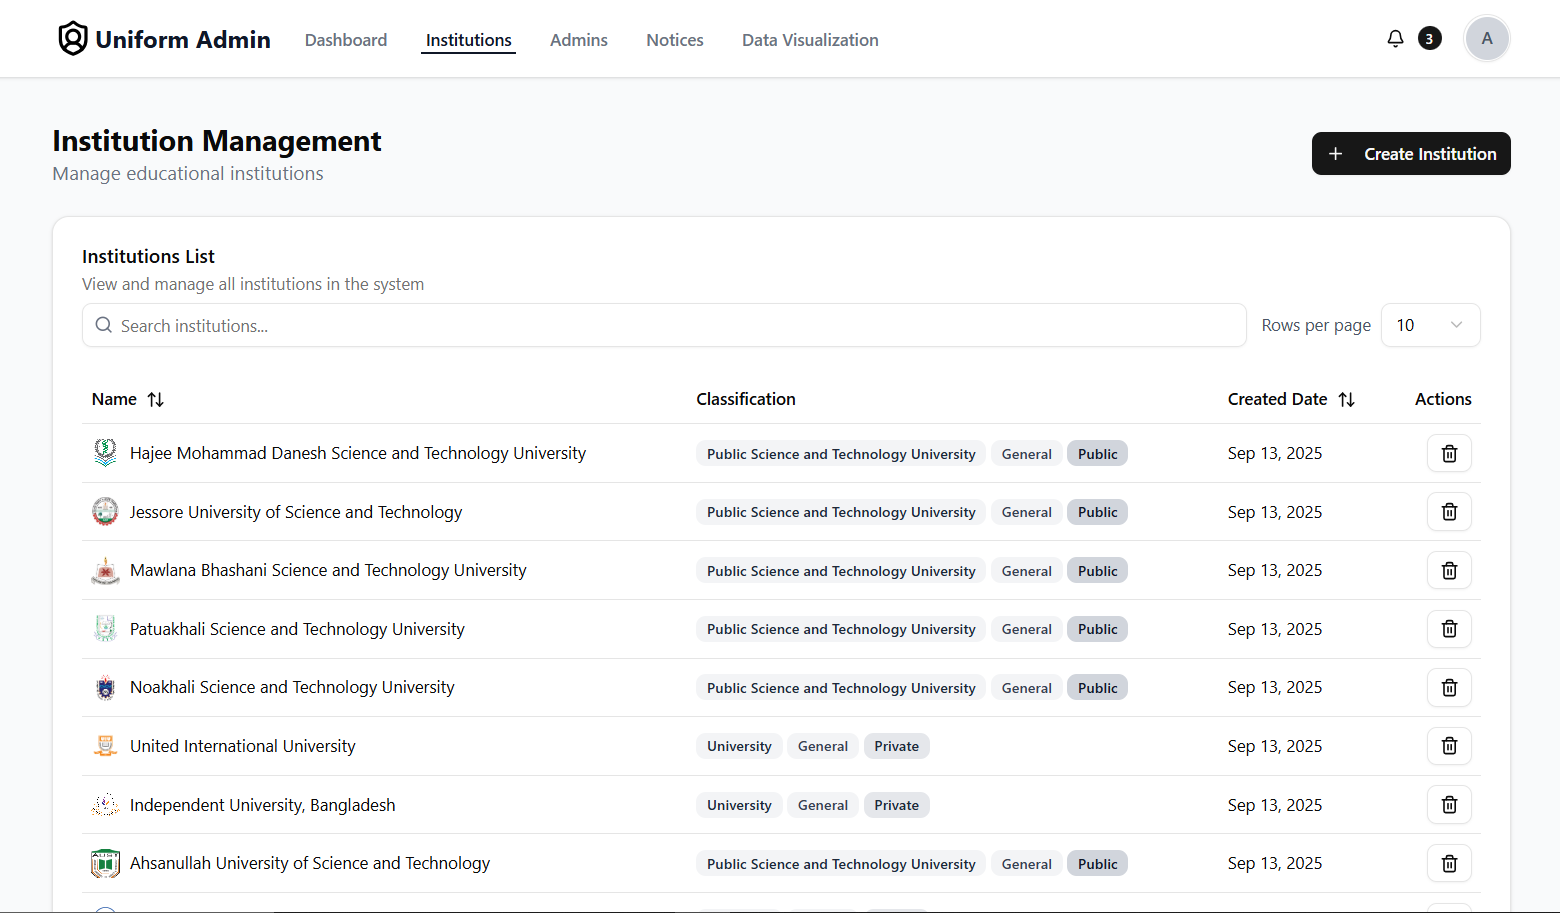 Uniform Admin Dashboard Institutions Admins Notices Data Visualization 3 A
Institution Management
Manage educational institutions
+ Create Institution
Institutions List
View and manage all institutions in the system
Search institutions...
Rows per page 10
Name Classification Created Date Actions
Hajee Mohammad Danesh Science and Technology University Public Science and Technology University General Public Sep 13, 2025
Jessore University of Science and Technology Public Science and Technology University General Public Sep 13, 2025
Mawlana Bhashani Science and Technology University Public Science and Technology University General Public Sep 13, 2025
Patuakhali Science and Technology University Public Science and Technology University General Public Sep 13, 2025
Noakhali Science and Technology University Public Science and Technology University General Public Sep 13, 2025
United International University University General Private Sep 13, 2025
Independent University, Bangladesh University General Private Sep 13, 2025
AUST Ahsanullah University of Science and Technology Public Science and Technology University General Public Sep 13, 2025